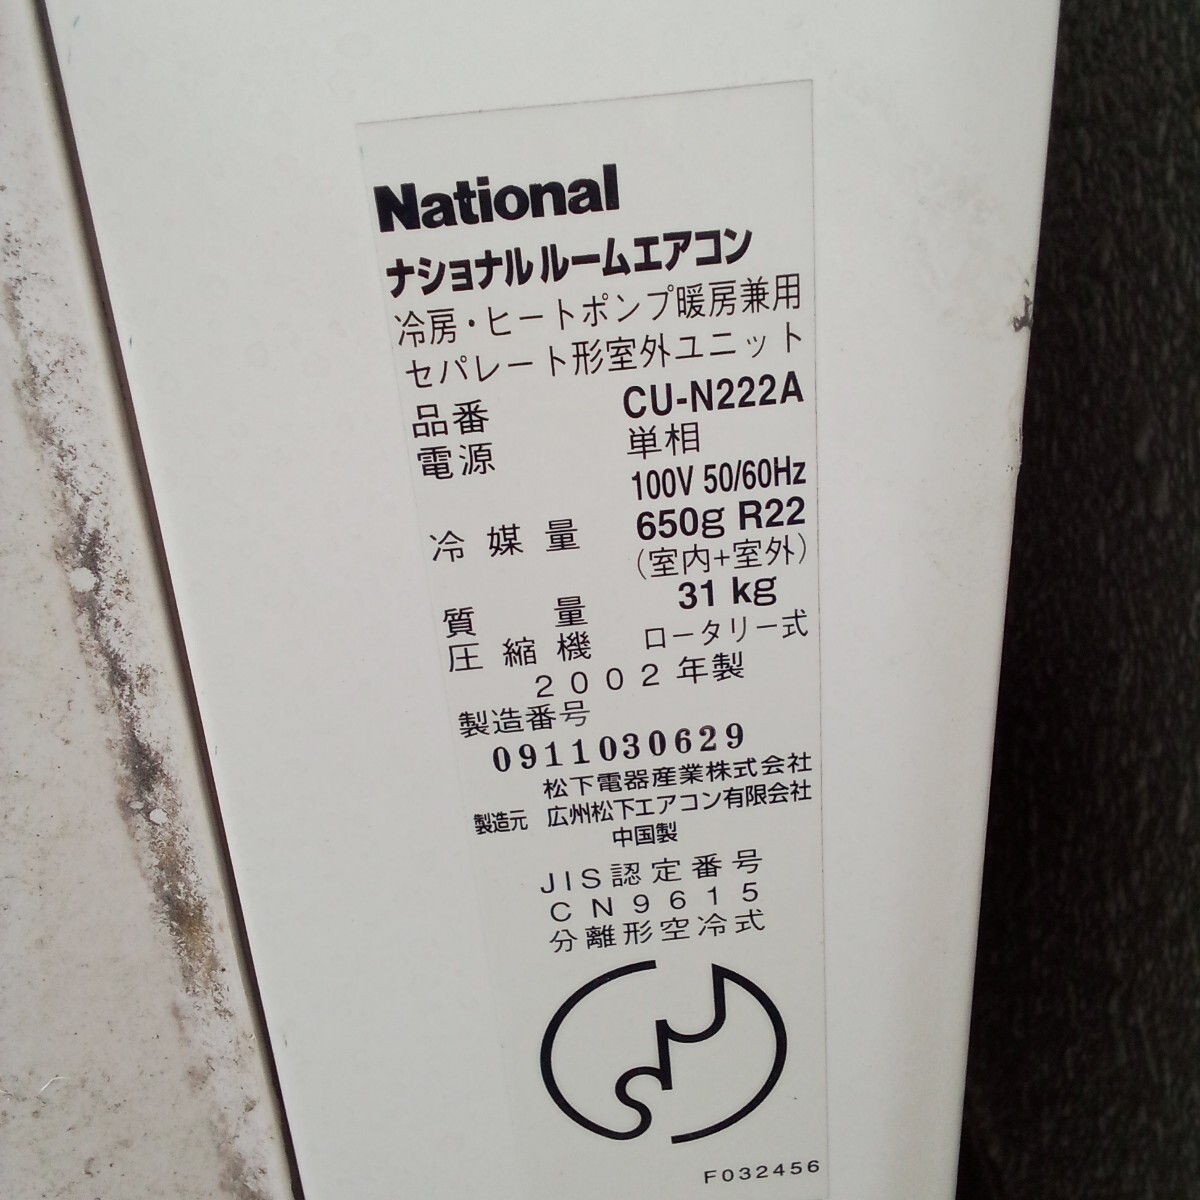 National
ナショナルルームエアコン
冷房・ヒートポンプ暖房兼用
セパレート形室外ユニット
品番 CU-N222A
電源 単相
100V 50/60Hz
冷媒量 650g R22
(室内+室外)
質量 31 kg
圧縮機 ロータリー式
2002年製
製造番号
0911030629
松下電器産業株式会社
製造元 広州松下エアコン有限会社
中国製
JIS認定番号
CN9615
分離形空冷式
F032456